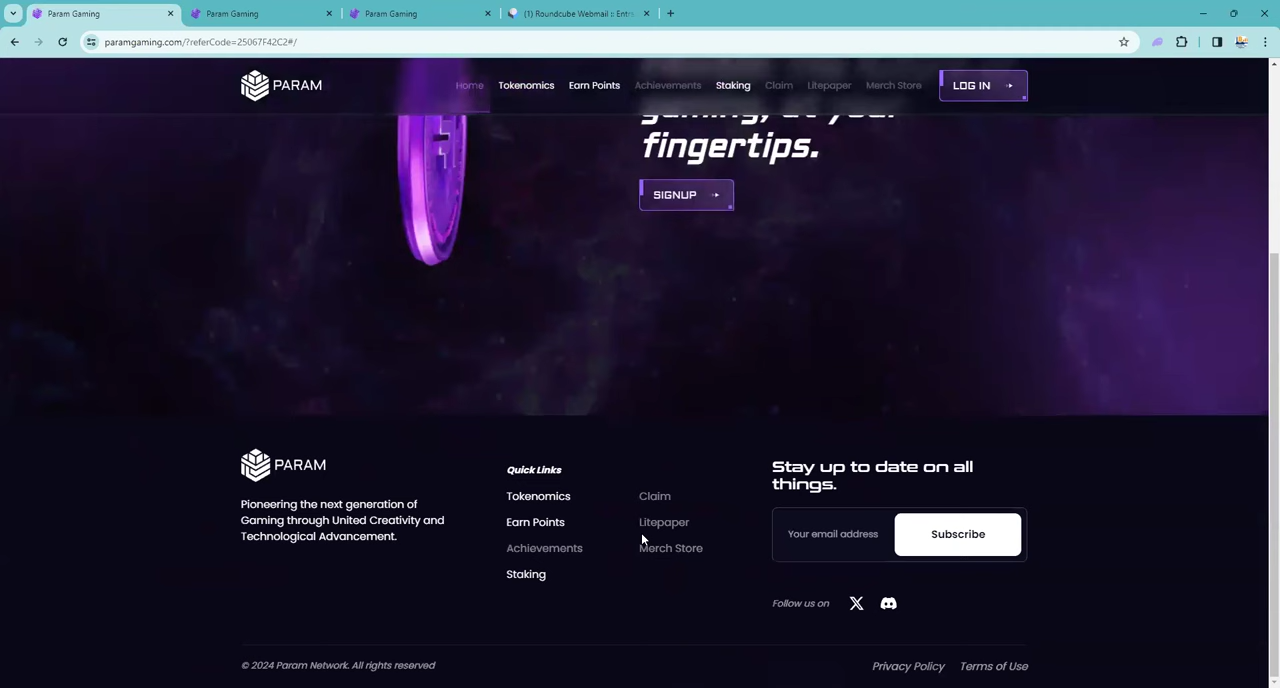 Param Gaming
Param Gaming
Param Gaming
(1) Roundcube Webmail :: Entra
paramgaming.com/?referCode=25067F42C2#/
PARAM
Home
Tokenomics
Earn Points
Achievements
Staking
Claim
Litepaper
Merch Store
LOG IN
gaming, at your
fingertips.
SIGNUP
PARAM
Pioneering the next generation of
Gaming through United Creativity and
Technological Advancement.
Quick Links
Tokenomics
Earn Points
Achievements
Staking
Claim
Litepaper
Merch Store
Stay up to date on all
things.
Your email address
Subscribe
Follow us on
© 2024 Param Network. All rights reserved
Privacy Policy
Terms of Use